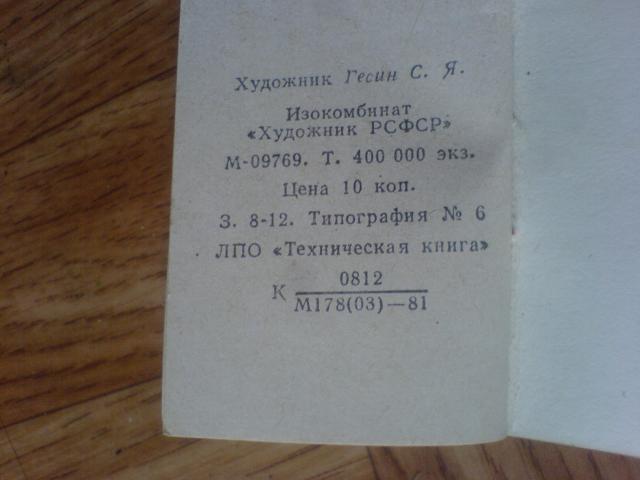 Художник Гесин С. Я.
Изокомбинат
«Художник РСФСР»
М-09769. Т. 400 000 экз.
Цена 10 коп.
З. 8-12. Типография № 6
ЛПО «Техническая книга»
К 0812
М178(03)—81